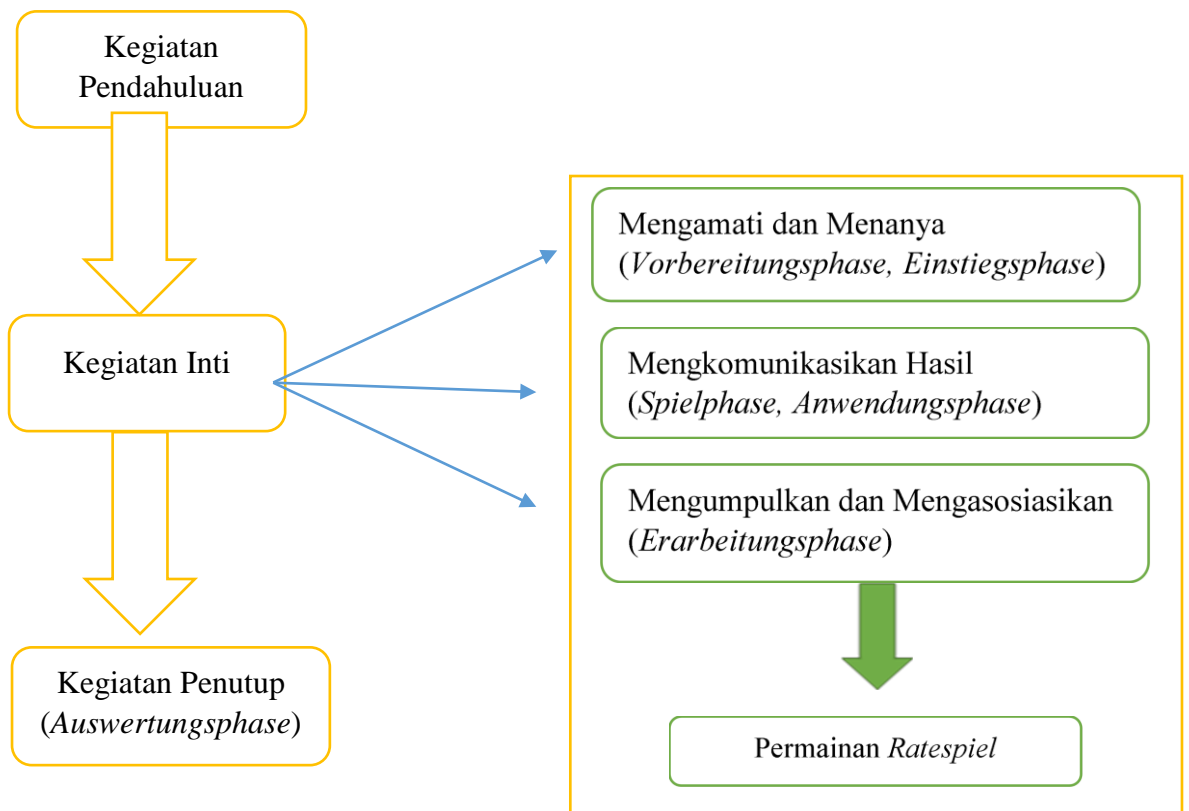 Kegiatan
Pendahuluan
Kegiatan Inti
Kegiatan Penutup
(Auswertungsphase)
Mengamati dan Menanya
(Vorbereitungsphase, Einstiegsphase)
Mengkomunikasikan Hasil
(Spielphase, Anwendungsphase)
Mengumpulkan dan Mengasosiasikan
(Erarbeitungsphase)
Permainan Ratespiel